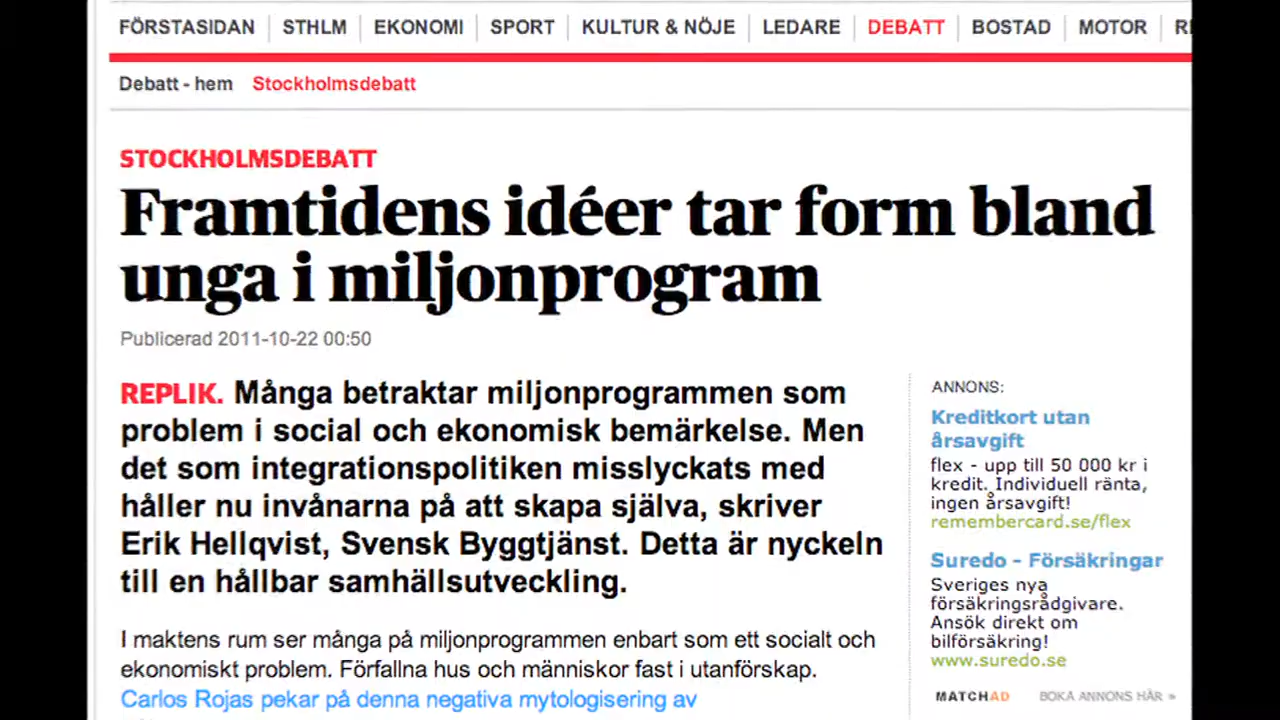 FÖRSTASIDAN STHLM EKONOMI SPORT KULTUR & NÖJE LEDARE DEBATT BOSTAD MOTOR
Debatt - hem Stockholmsdebatt
STOCKHOLMSDEBATT
Framtidens idéer tar form bland
unga i miljonprogram
Publicerad 2011-10-22 00:50
REPLIK. Många betraktar miljonprogrammen som
problem i social och ekonomisk bemärkelse. Men
det som integrationspolitiken misslyckats med
håller nu invånarna på att skapa själva, skriver
Erik Hellqvist, Svensk Byggtjänst. Detta är nyckeln
till en hållbar samhällsutveckling.
I maktens rum ser många på miljonprogrammen enbart som ett socialt och
ekonomiskt problem. Förfallna hus och människor fast i utanförskap.
Carlos Rojas pekar på denna negativa mytologisering av
ANNONS:
Kreditkort utan
årsavgift
flex - upp till 50 000 kr i
kredit. Individuell ränta,
ingen årsavgift!
remembercard.se/flex
Suredo - Försäkringar
Sveriges nya
försäkringsrådgivare.
Ansök direkt om
bilförsäkring!
www.suredo.se
MATCHAD BOKA ANNONS HÄR »